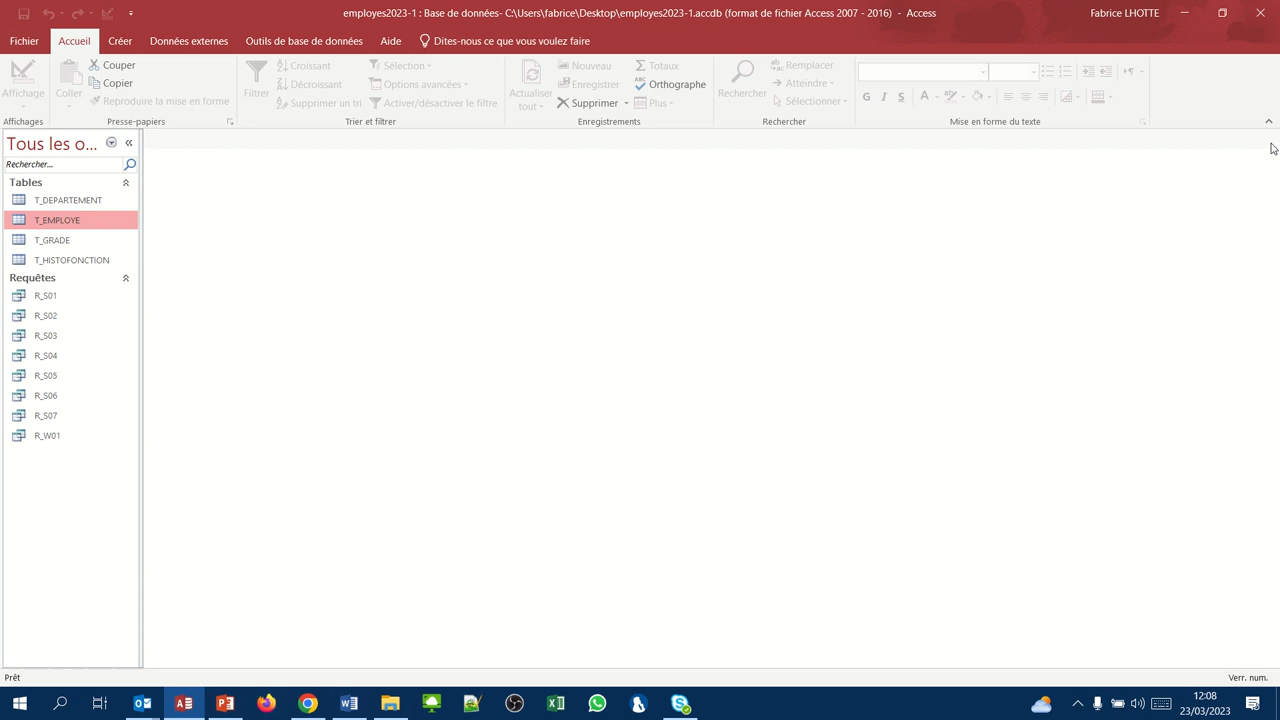 employes2023-1 : Base de données- C:\Users\fabrice\Desktop\employes2023-1.accdb (format de fichier Access 2007 - 2016) - Access
Fabrice LHOTTE
Fichier
Accueil
Créer
Données externes
Outils de base de données
Aide
Dites-nous ce que vous voulez faire
Affichage
Coller
Couper
Copier
Reproduire la mise en forme
Filtrer
Croissant
Décroissant
Supprimer un tri
Sélection
Options avancées
Activer/désactiver le filtre
Actualiser
tout
Nouveau
Enregistrer
Supprimer
Totaux
Orthographe
Plus
Rechercher
Remplacer
Atteindre
Sélectionner
G I S
A
Affichages
Presse-papiers
Trier et filtrer
Enregistrements
Rechercher
Mise en forme du texte
Tous les o...
Rechercher...
Tables
T_DEPARTEMENT
T_EMPLOYE
T_GRADE
T_HISTOFONCTION
Requêtes
R_S01
R_S02
R_S03
R_S04
R_S05
R_S06
R_S07
R_W01
Prêt
Verr. num.
12:08
23/03/2023